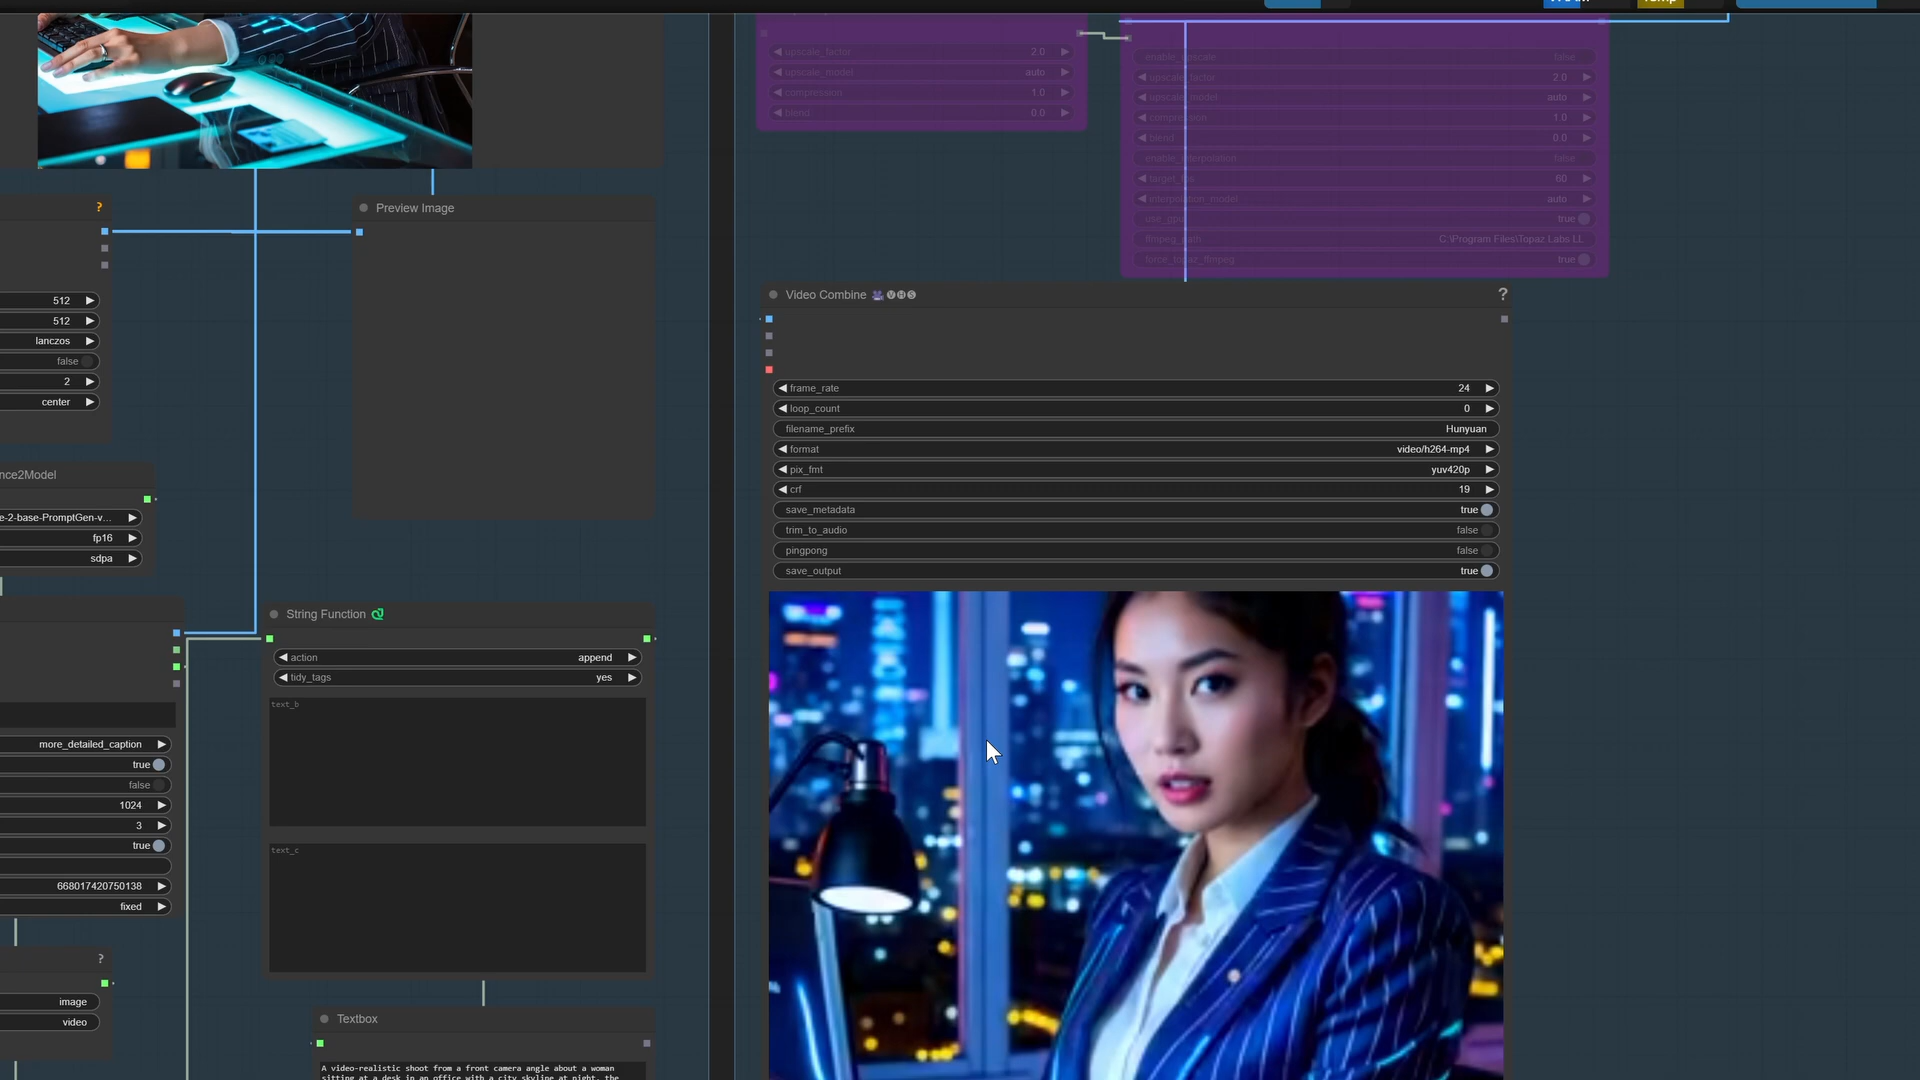 upscale_factor 2.0
upscale_model auto
compression 1.0
blend 0.0
enable_upscale false
upscale_factor 2.0
upscale_model auto
compression 1.0
blend 0.0
enable_interpolation false
target_fps 60
interpolation_model auto
use_gpu true
ffmpeg_path C:\Program Files\Topaz Labs LL
force_topaz_ffmpeg true
?
Preview Image
512
512
lanczos
false
2
center
nce2Model
e-2-base-PromptGen-v...
fp16
sdpa
more_detailed_caption
true
false
1024
3
true
668017420750138
fixed
?
image
video
String Function
action append
tidy_tags yes
text_b
text_c
Textbox
A video-realistic shoot from a front camera angle about a woman
sitting at a desk in an office with a city skyline at night. the
Video Combine VHS
?
frame_rate 24
loop_count 0
filename_prefix Hunyuan
format video/h264-mp4
pix_fmt yuv420p
crf 19
save_metadata true
trim_to_audio false
pingpong false
save_output true